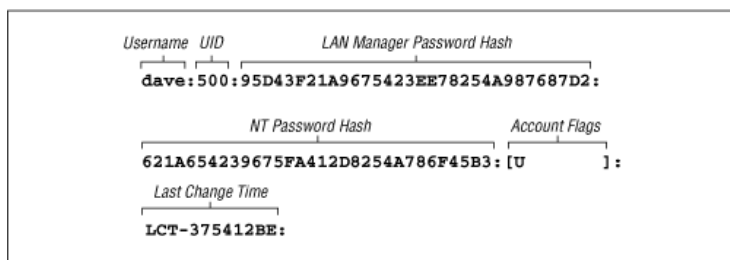 Username UID LAN Manager Password Hash
dave:500:95D43F21A9675423EE78254A987687D2:
NT Password Hash Account Flags
621A654239675FA412D8254A786F45B3:[U ]:
Last Change Time
LCT-375412BE: